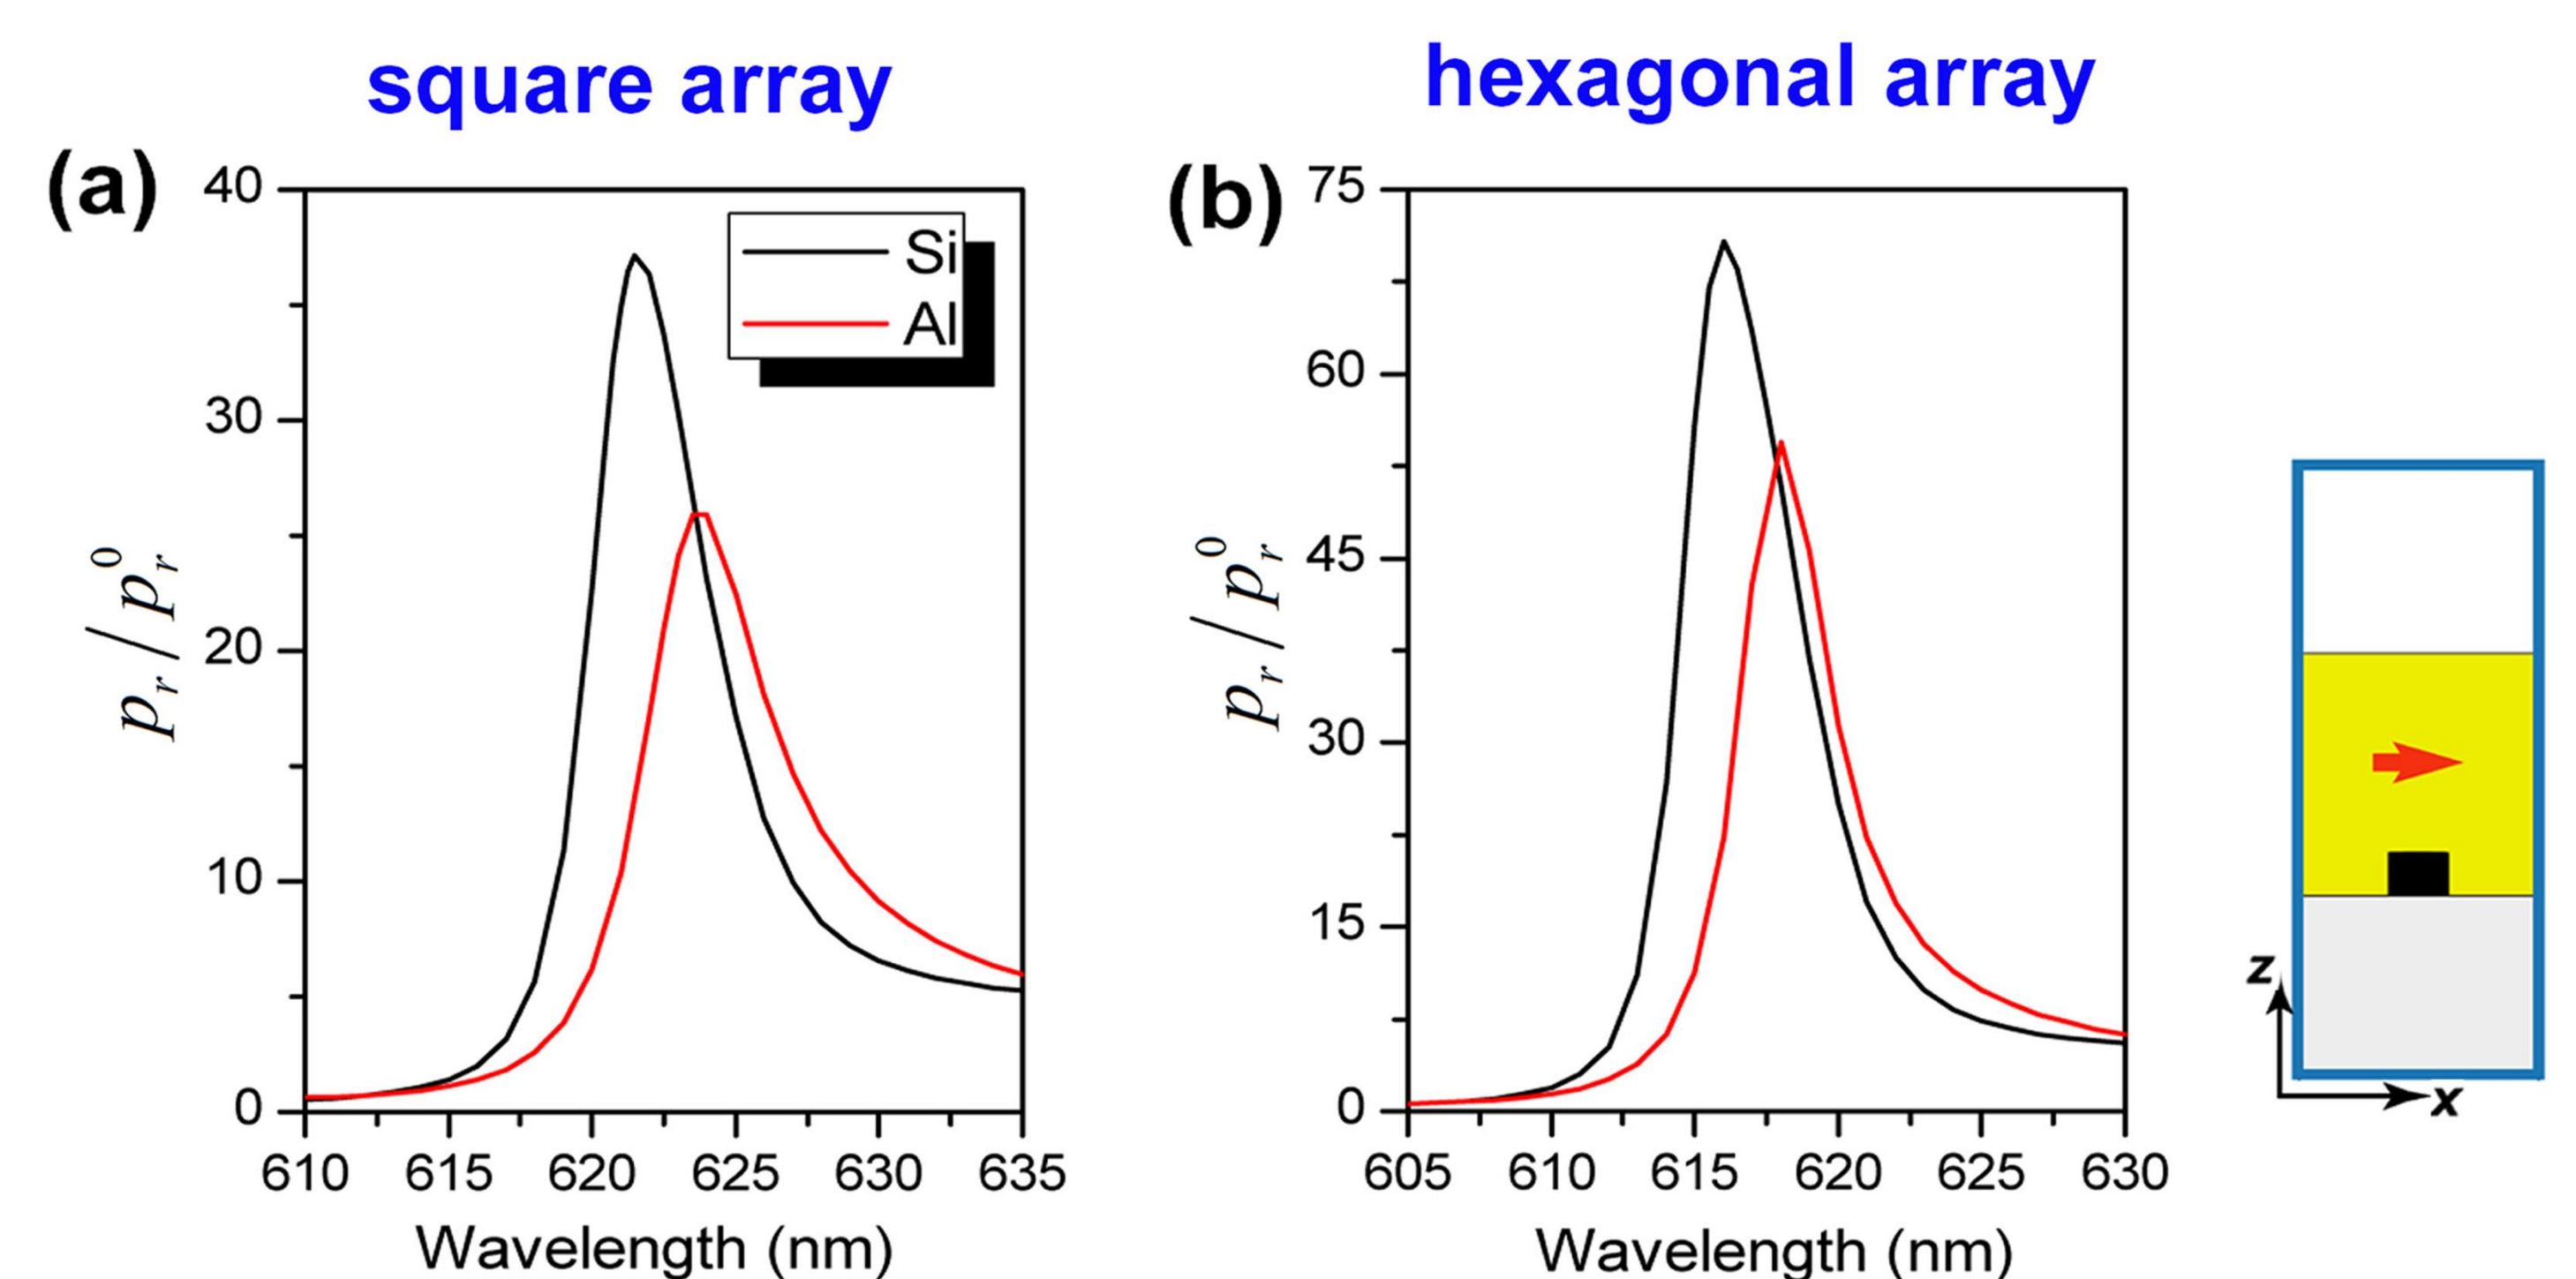 square array
hexagonal array
(a)
40
30
20
10
0
Si
Al
p_r / p_r^0
610 615 620 625 630 635
Wavelength (nm)
(b)
75
60
45
30
15
0
p_r / p_r^0
605 610 615 620 625 630
Wavelength (nm)
z
x